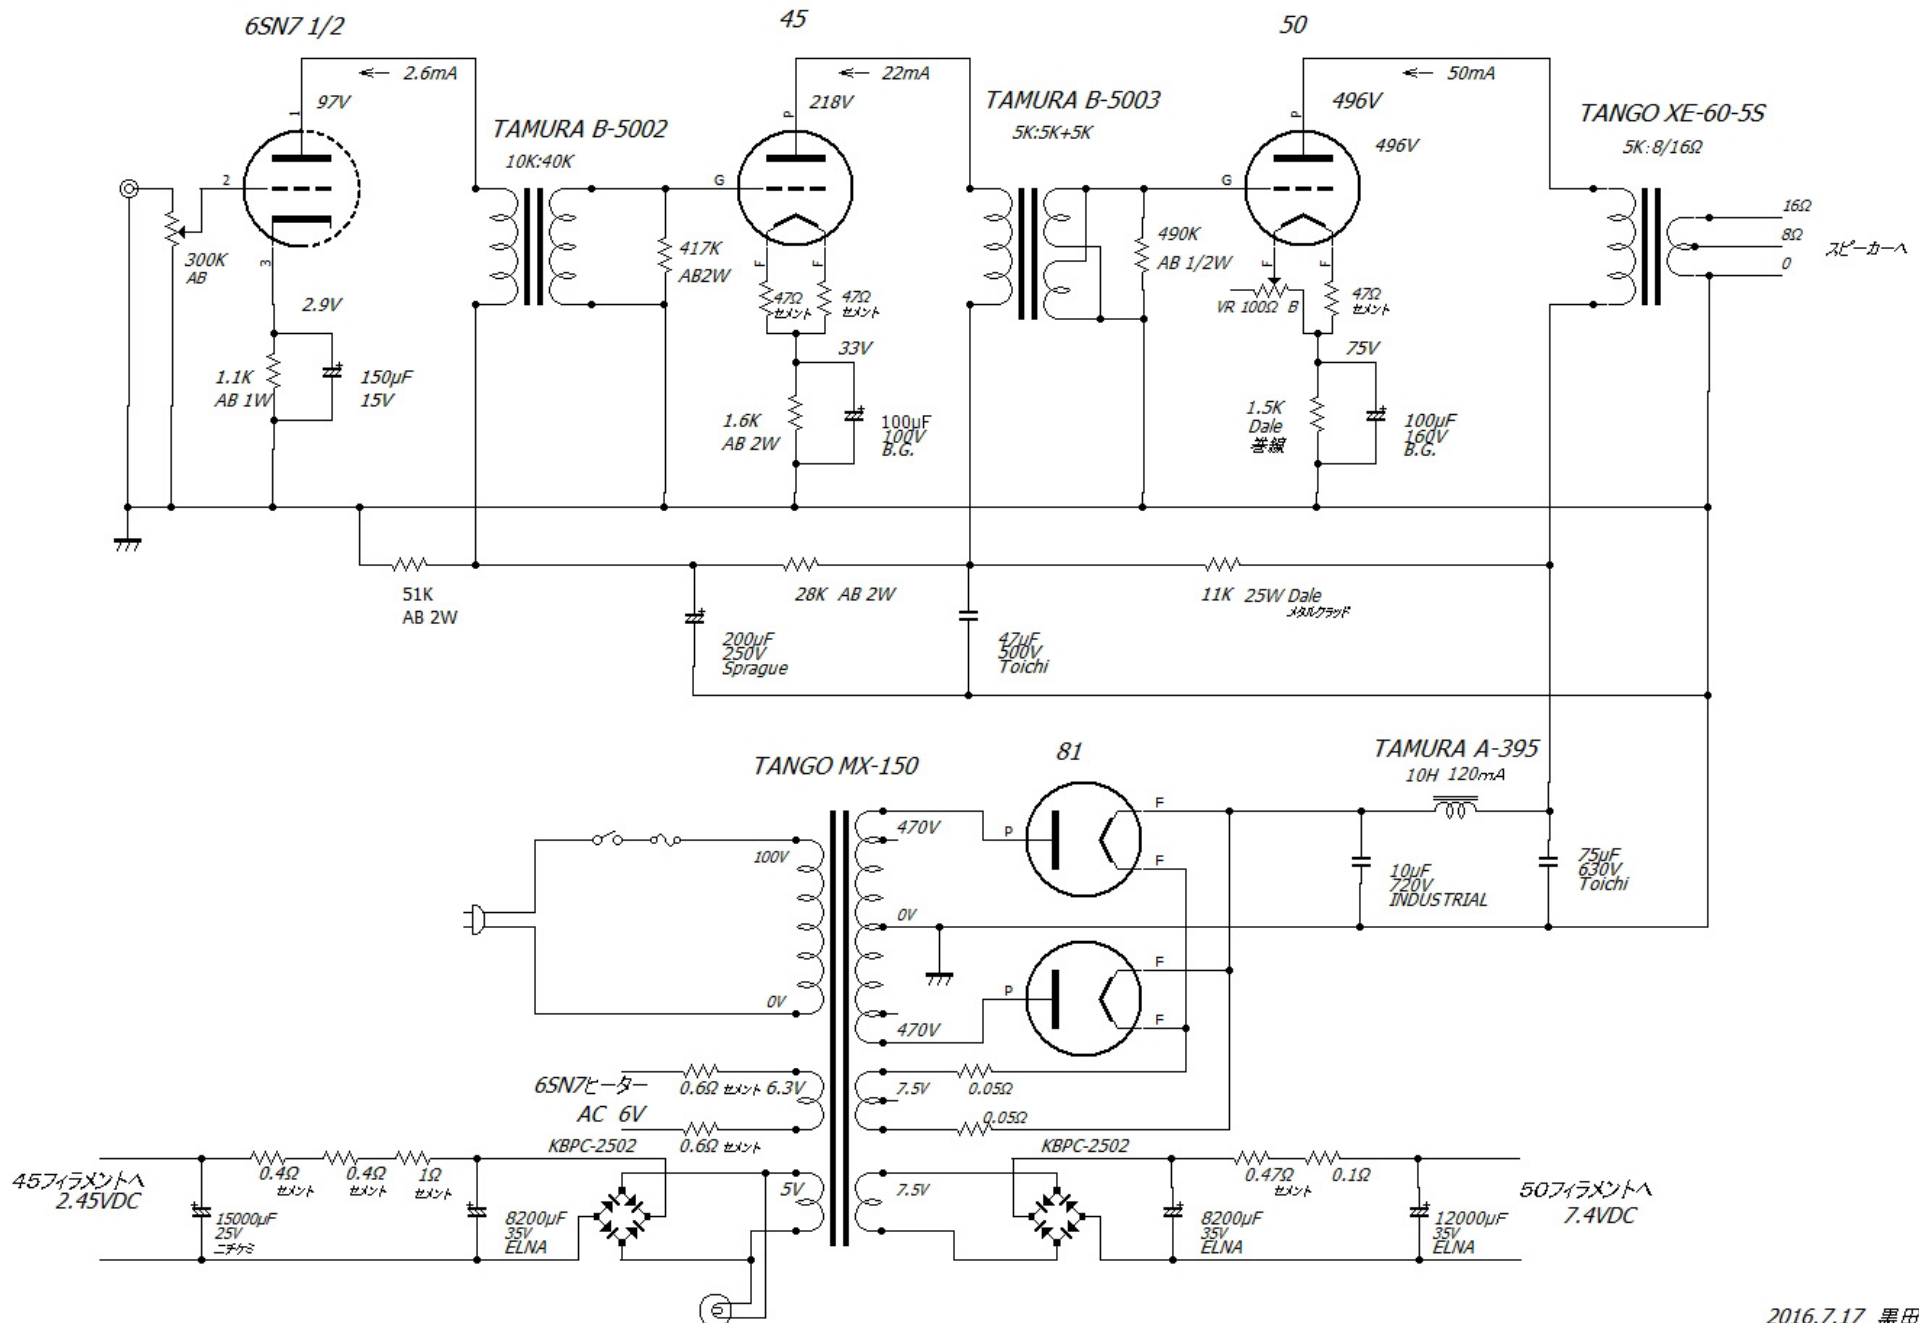 6SN7 1/2
45
50
2.6mA
22mA
50mA
97V
218V
496V
TAMURA B-5002
10K:40K
TAMURA B-5003
5K:5K+5K
496V
TANGO XE-60-5S
5K:8/16Ω
1
2
3
P
G
F
F
P
G
F
F
300K
AB
417K
AB2W
490K
AB 1/2W
16Ω
8Ω
0
スピーカーへ
2.9V
47Ω
セメント
47Ω
セメント
VR 100Ω B
47Ω
セメント
33V
75V
1.1K
AB 1W
150μF
15V
1.6K
AB 2W
100μF
100V
B.G.
1.5K
Dale
巻線
100μF
160V
B.G.
51K
AB 2W
28K AB 2W
11K 25W Dale
メタルクラッド
200μF
250V
Sprague
47μF
500V
Toichi
TANGO MX-150
81
TAMURA A-395
10H 120mA
100V
0V
470V
0V
470V
P
F
F
P
F
F
10μF
720V
INDUSTRIAL
75μF
630V
Toichi
6SN7ヒーター
AC 6V
0.6Ω セメント 6.3V
0.6Ω セメント
7.5V
0.05Ω
0.05Ω
KBPC-2502
KBPC-2502
45フィラメントへ
2.45VDC
0.4Ω
セメント
0.4Ω
セメント
1Ω
セメント
15000μF
25V
ニチケミ
8200μF
35V
ELNA
5V
7.5V
0.47Ω
セメント
0.1Ω
8200μF
35V
ELNA
12000μF
35V
ELNA
50フィラメントへ
7.4VDC
2016.7.17 黒田